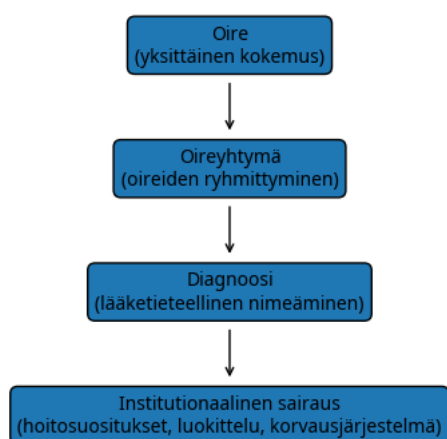 Oire
(yksittäinen kokemus)
Oireyhtymä
(oireiden ryhmittyminen)
Diagnoosi
(lääketieteellinen nimeäminen)
Institutionaalinen sairaus
(hoitosuositukset, luokittelu, korvausjärjestelmä)